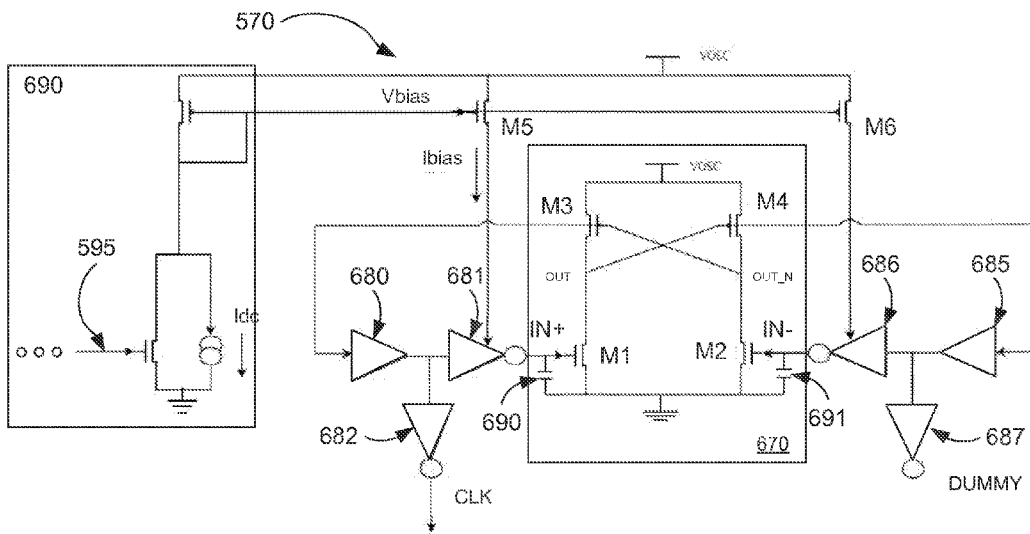 570
690
VOSC
Vbias
M5
M6
Ibias
VOSC
M3
M4
595
680
681
OUT
OUT_N
686
685
Idc
IN+
M1
M2
IN-
690
691
682
670
687
CLK
DUMMY